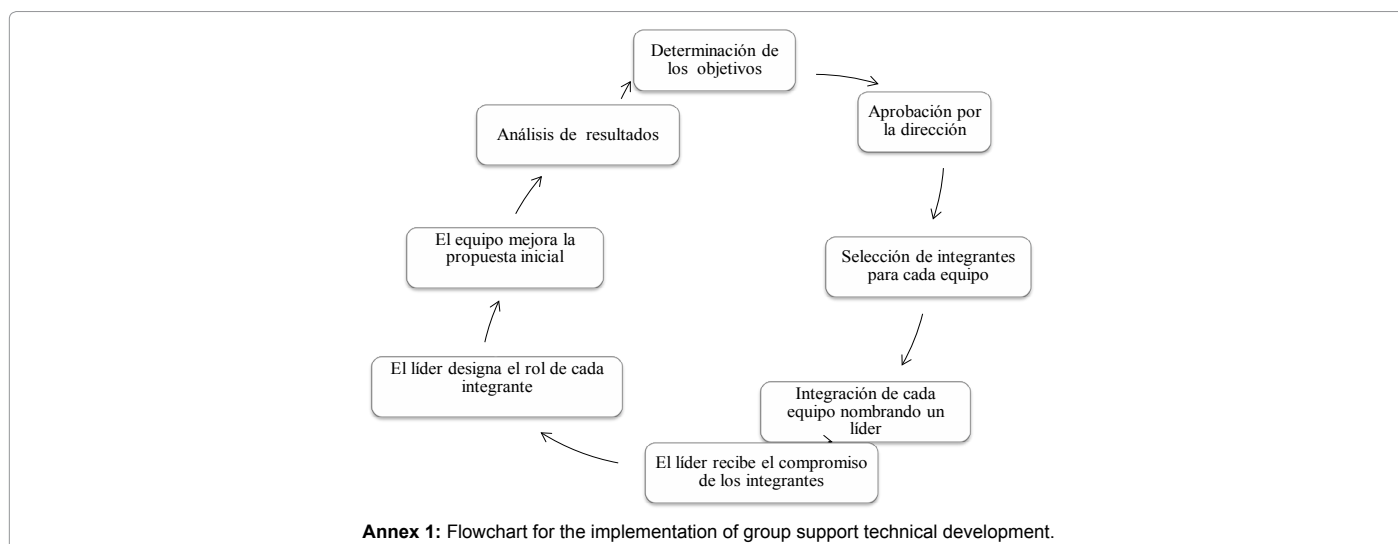 Determinación de
los objetivos
Aprobación por
la dirección
Selección de integrantes
para cada equipo
Integración de cada
equipo nombrando un
líder
El líder recibe el compromiso
de los integrantes
El líder designa el rol de cada
integrante
El equipo mejora la
propuesta inicial
Análisis de resultados
Annex 1: Flowchart for the implementation of group support technical development.